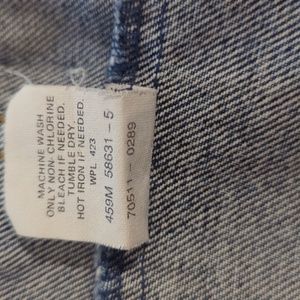 MACHINE WASH
ONLY NON-CHLORINE
BLEACH IF NEEDED.
TUMBLE DRY.
HOT IRON IF NEEDED.
WPL 423
459M 58631 - 5
70511 - 0289